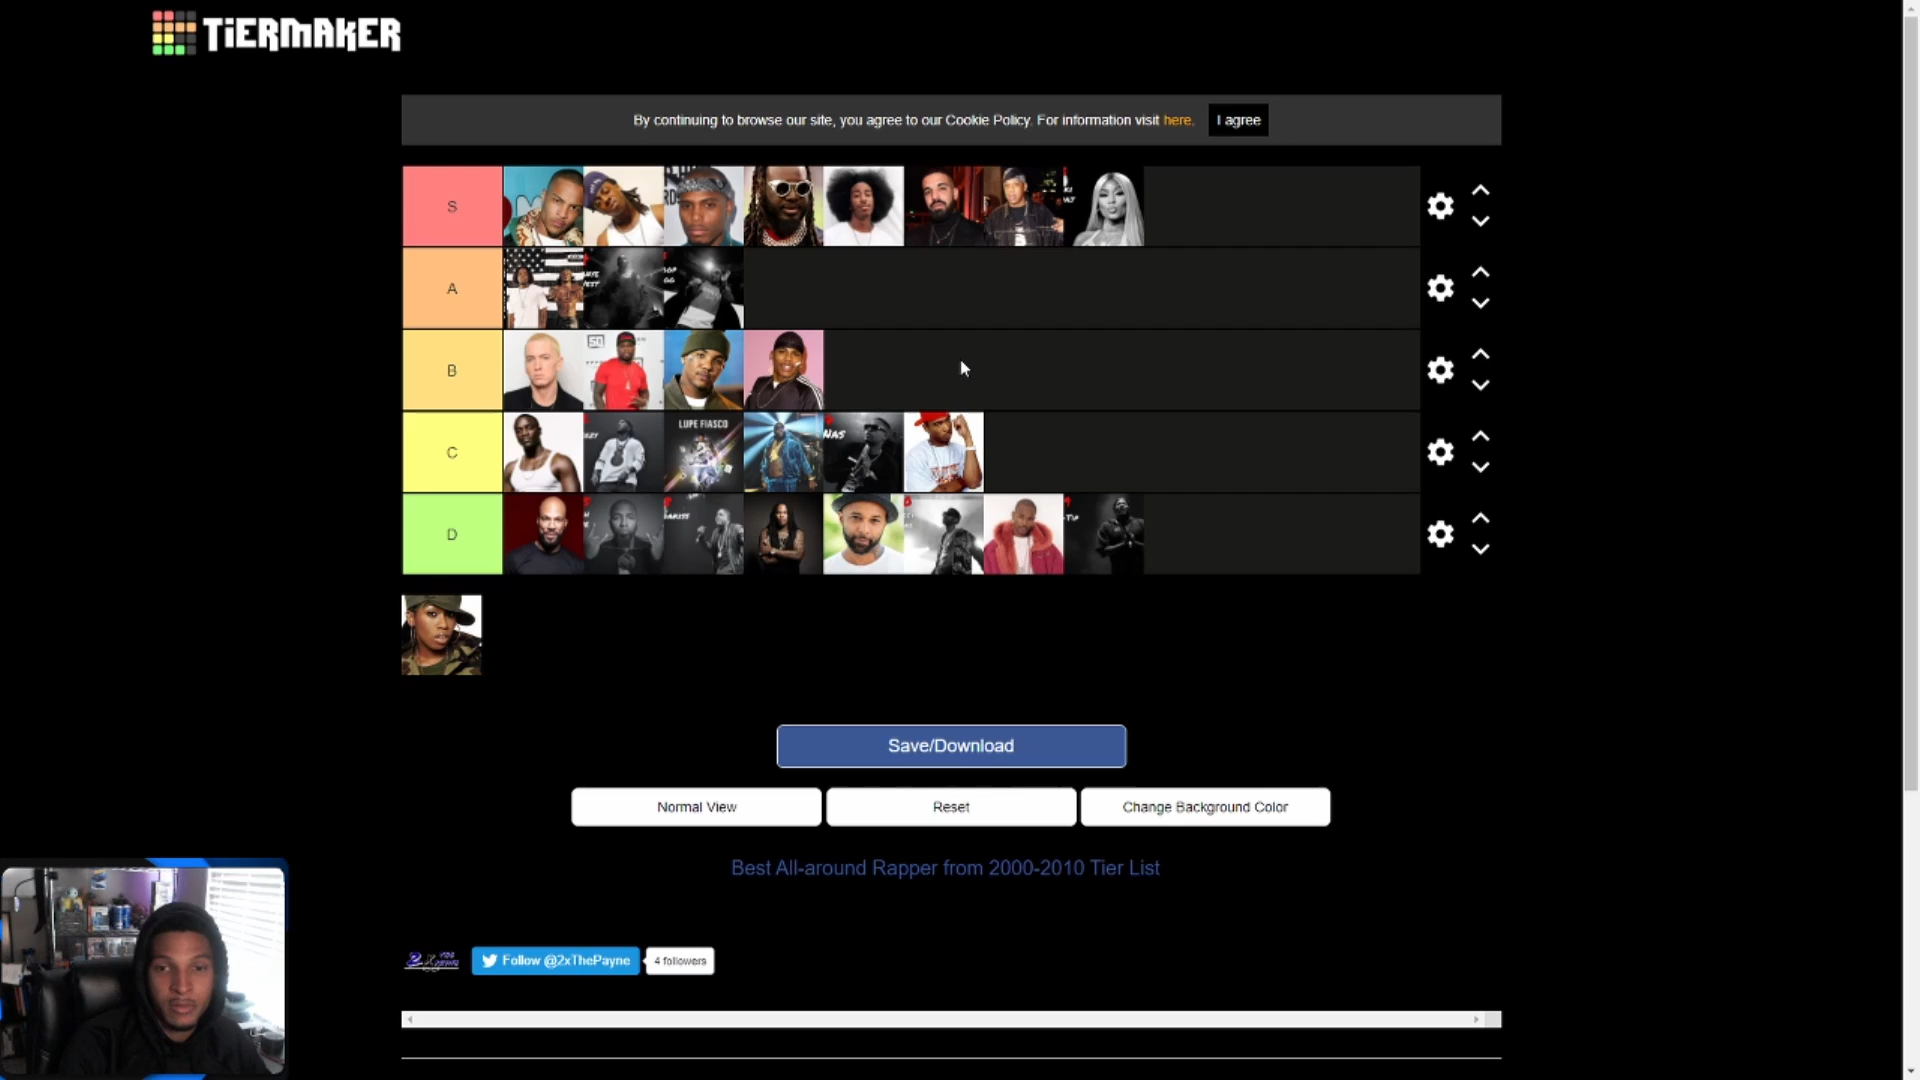 TIERMAKER
By continuing to browse our site, you agree to our Cookie Policy. For information visit here. I agree
S
A
B
C
LUPE FIASCO
NAS
D
Save/Download
Normal View Reset Change Background Color
Best All-around Rapper from 2000-2010 Tier List
Follow @2xThePayne 4 followers